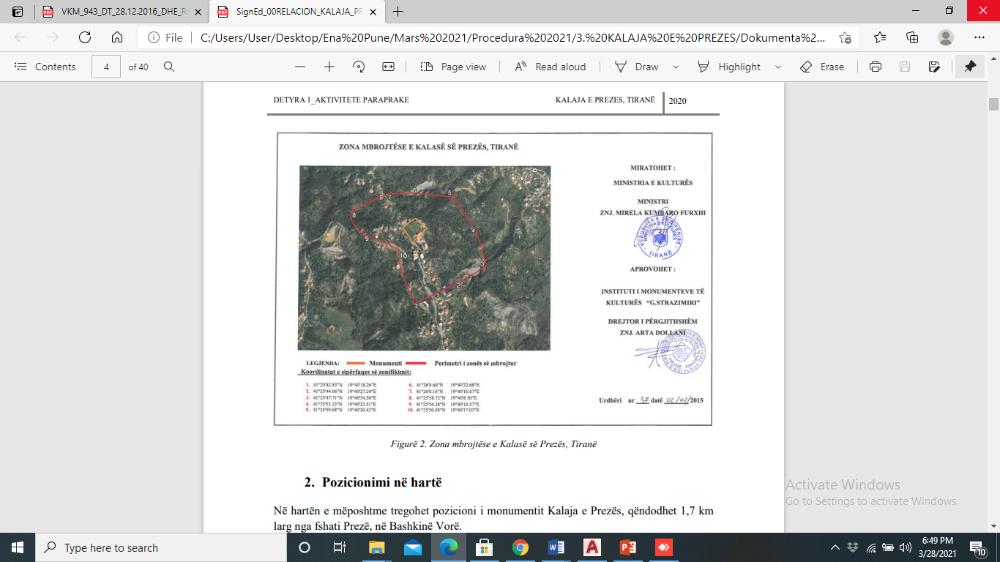 VKM_943_DT_28.12.2016_DHE_R
SignEd_00RELACION_KALAJA_PR
File
C:/Users/User/Desktop/Ena%20Pune/Mars%202021/Procedura%202021/3.%20KALAJA%20E%20PREZES/Dokumenta%2...
Contents
4
of 40
Page view
Read aloud
Draw
Highlight
Erase
DETYRA 1_AKTIVITETE PARAPRAKE
KALAJA E PREZES, TIRANË
2020
ZONA MBROJTËSE E KALASË SË PREZËS, TIRANË
1
2
3
4
5
6
7
8
9
10
MIRATOHET :
MINISTRIA E KULTURËS
MINISTRI
ZNJ. MIRELA KUMBARO FURXHI
REPUBLIKA E SHQIPËRISË
MINISTRIA E KULTURËS
TIRANË
APROVOHET :
INSTITUTI I MONUMENTEVE TË
KULTURËS "G.STRAZIMIRI"
DREJTOR I PËRGJITHSHËM
ZNJ. ARTA DOLLANI
LEGJENDA: Monumenti Perimetri i zonës së mbrojtur
Koordinatat e sipërfaqes së zonifikimit:
1. 41°25'42.83"N 19°40'18.26"E
2. 41°25'44.66"N 19°40'27.24"E
3. 41°25'47.71"N 19°40'34.56"E
4. 41°25'53.23"N 19°40'33.51"E
5. 41°25'59.68"N 19°40'30.43"E
6. 41°26'0.60"N 19°40'22.68"E
7. 41°26'0.16"N 19°40'16.67"E
8. 41°25'58.72"N 19°40'8.50"E
9. 41°25'54.38"N 19°40'10.57"E
10. 41°25'50.58"N 19°40'17.03"E
Urdhëri nr 37 datë 02/02/2015
Figurë 2. Zona mbrojtëse e Kalasë së Prezës, Tiranë
2. Pozicionimi në hartë
Në hartën e mëposhtme tregohet pozicioni i monumentit Kalaja e Prezës, qëndodhet 1,7 km
larg nga fshati Prezë, në Bashkinë Vorë.
Activate Windows
Go to Settings to activate Windows.
Type here to search
6:49 PM
3/28/2021
10